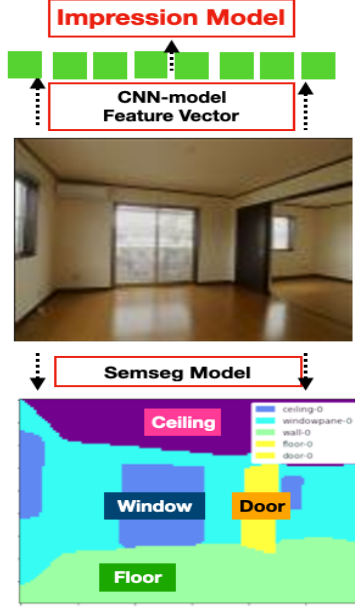 Impression Model
CNN-model
Feature Vector
Semseg Model
Ceiling
ceiling-0
windowpane-0
wall-0
floor-0
door-0
Window
Door
Floor